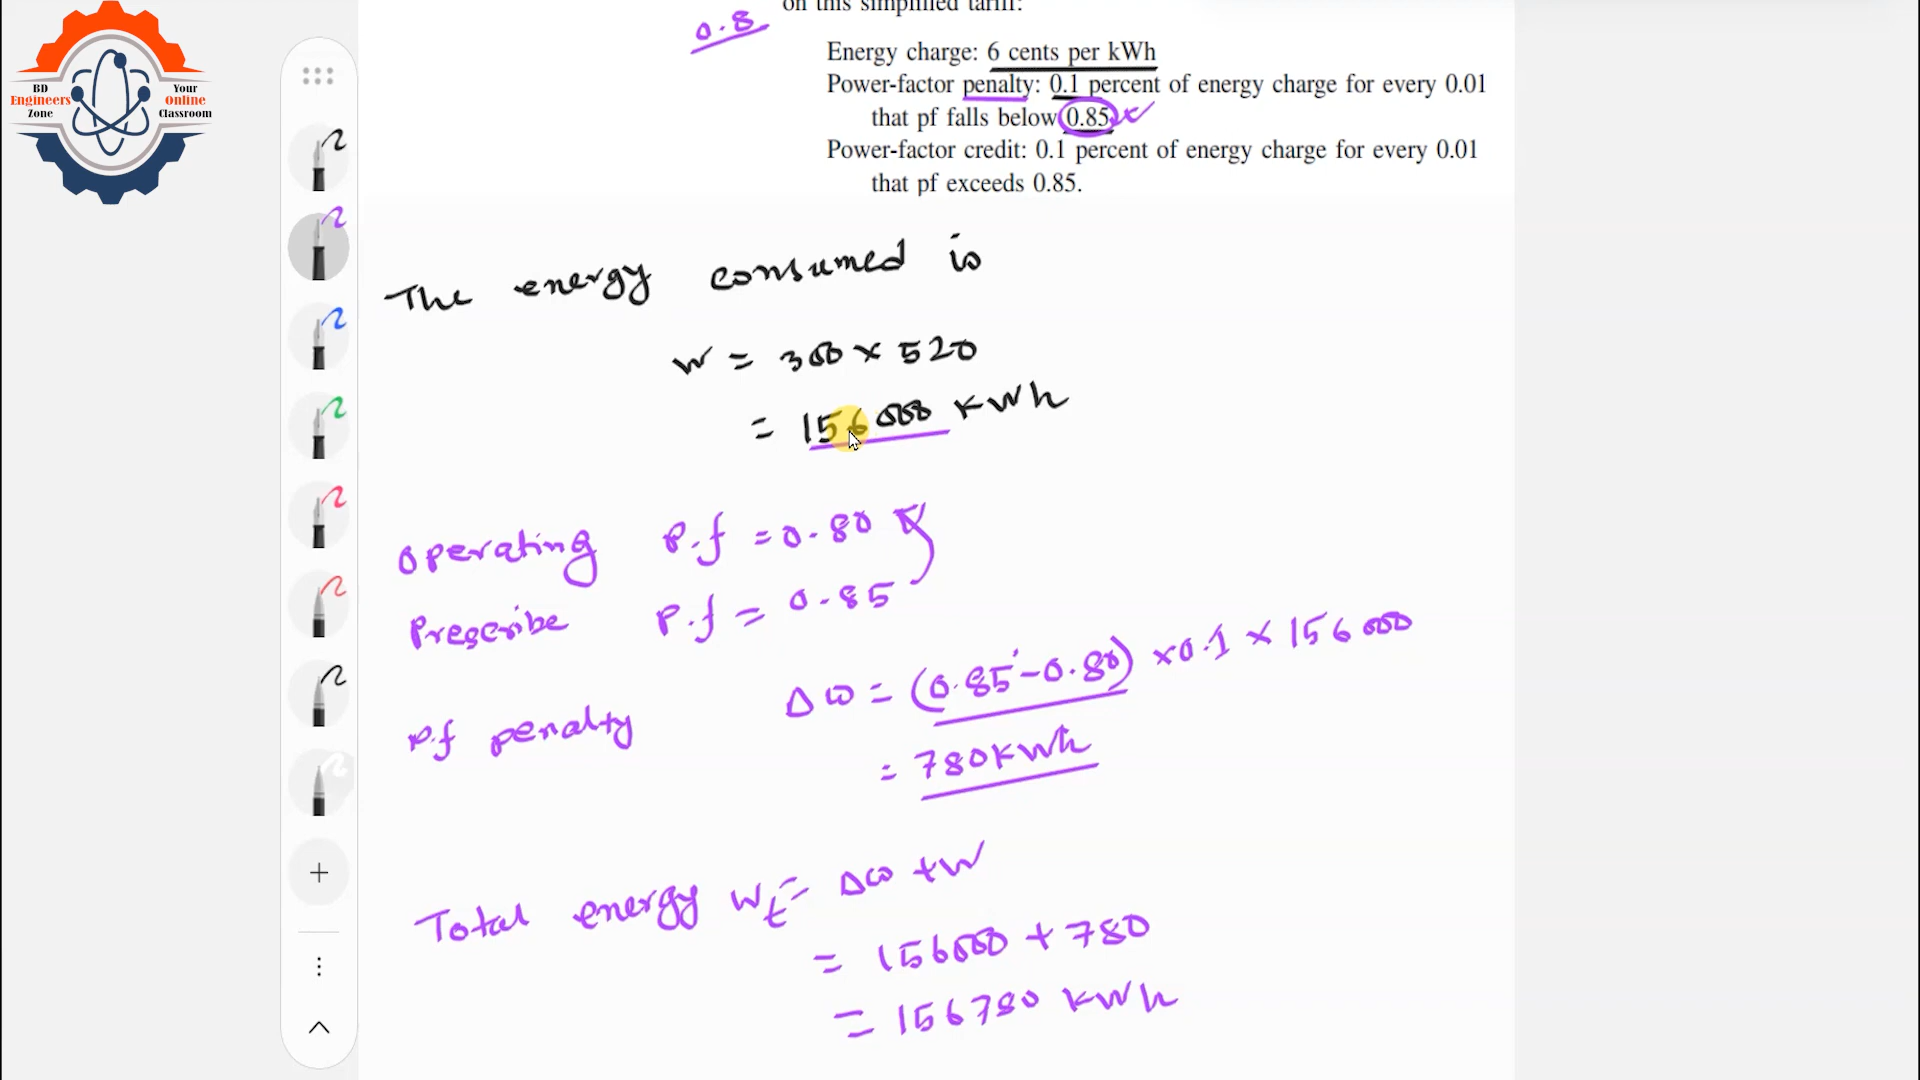 BD
Engineers
Zone
Your
Online
Classroom
on this simplified tariff:
0.8
Energy charge: 6 cents per kWh
Power-factor penalty: 0.1 percent of energy charge for every 0.01
that pf falls below 0.85.
Power-factor credit: 0.1 percent of energy charge for every 0.01
that pf exceeds 0.85.
The energy consumed is
W = 300 × 520
= 156000 kWh
operating P.f = 0.80
Prescribe P.f = 0.85
P.f penalty Δω = (0.85-0.80) × 0.1 × 156000
= 780 kWh
Total energy Wt = Δω + W
= 156000 + 780
= 156780 kWh